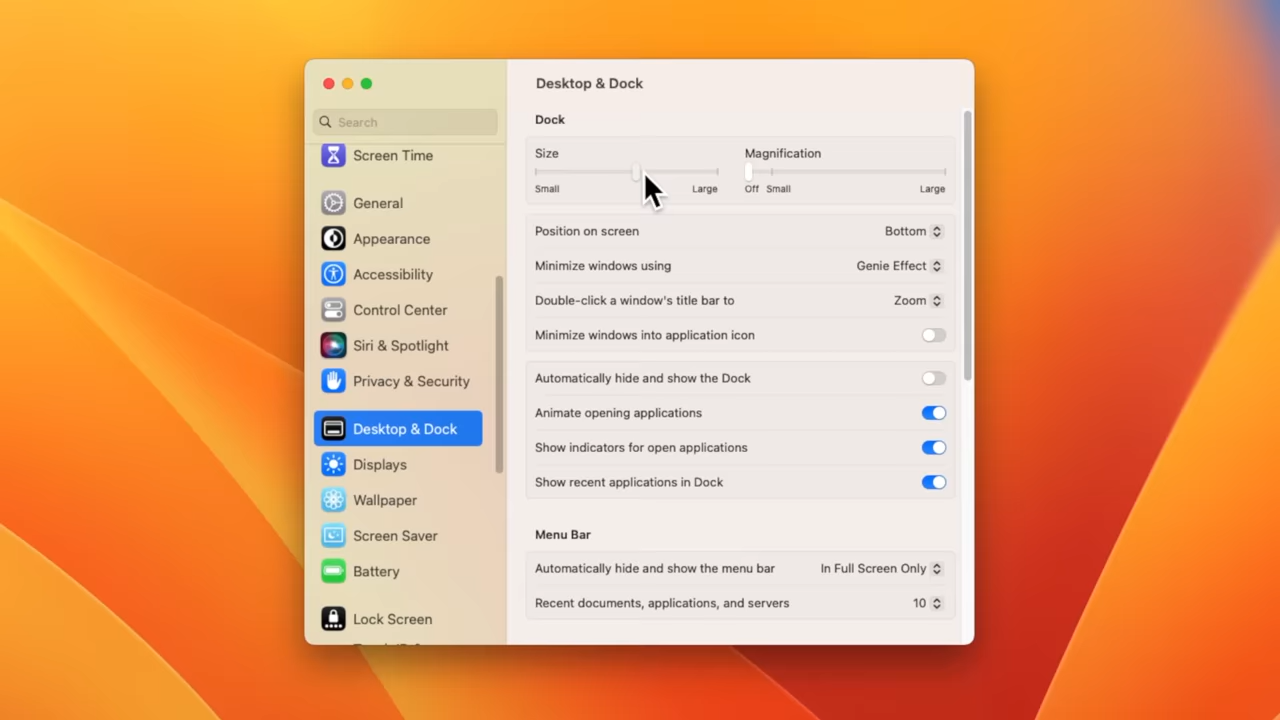 Desktop & Dock
Search
Screen Time
General
Appearance
Accessibility
Control Center
Siri & Spotlight
Privacy & Security
Desktop & Dock
Displays
Wallpaper
Screen Saver
Battery
Lock Screen
Dock
Size
Small Large
Magnification
Off Small Large
Position on screen Bottom
Minimize windows using Genie Effect
Double-click a window's title bar to Zoom
Minimize windows into application icon
Automatically hide and show the Dock
Animate opening applications
Show indicators for open applications
Show recent applications in Dock
Menu Bar
Automatically hide and show the menu bar In Full Screen Only
Recent documents, applications, and servers 10